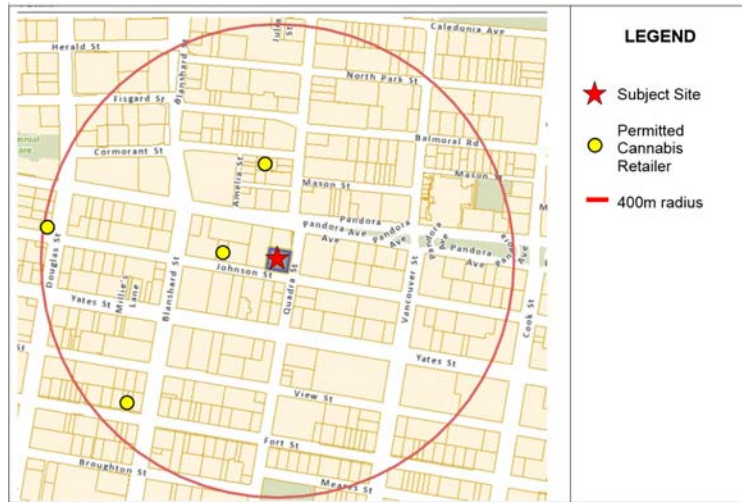 Caledonia Ave
Herald St
North Park St
Blanshard St
Fisgard St
Balmoral Rd
Cormorant St
Amelia St
Mason St
Mason St
Pandora
Pandora Ave
Ave
Pandora
Ave
Pandora
Ave
Pandora
Ave
Douglas St
Johnson St
Quadra St
Vancouver St
Cook St
Yates St
Millie's
Lane
Blanshard St
Yates St
View St
Fort St
Broughton St
Meares St
LEGEND
Subject Site
Permitted
Cannabis
Retailer
400m radius